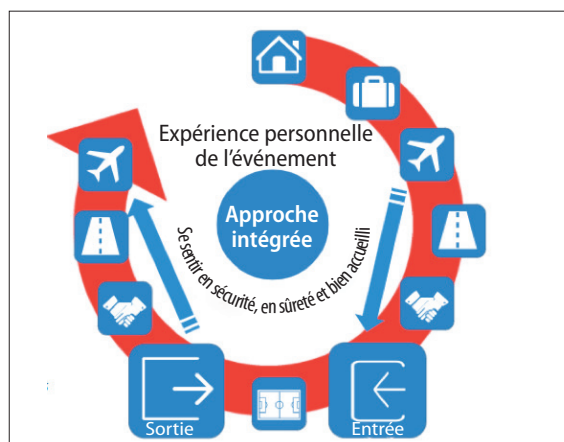 Expérience personnelle
de l’événement
Approche
intégrée
Se sentir en sécurité, en sûreté et bien accueilli
Sortie
Entrée